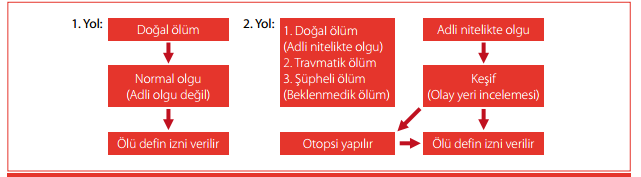 1. Yol:
Doğal ölüm
Normal olgu
(Adli olgu değil)
Ölü defin izni verilir
2. Yol:
1. Doğal ölüm
(Adli nitelikte olgu)
2. Travmatik ölüm
3. Şüpheli ölüm
(Beklenmedik ölüm)
Adli nitelikte olgu
Keşif
(Olay yeri incelemesi)
Otopsi yapılır
Ölü defin izni verilir